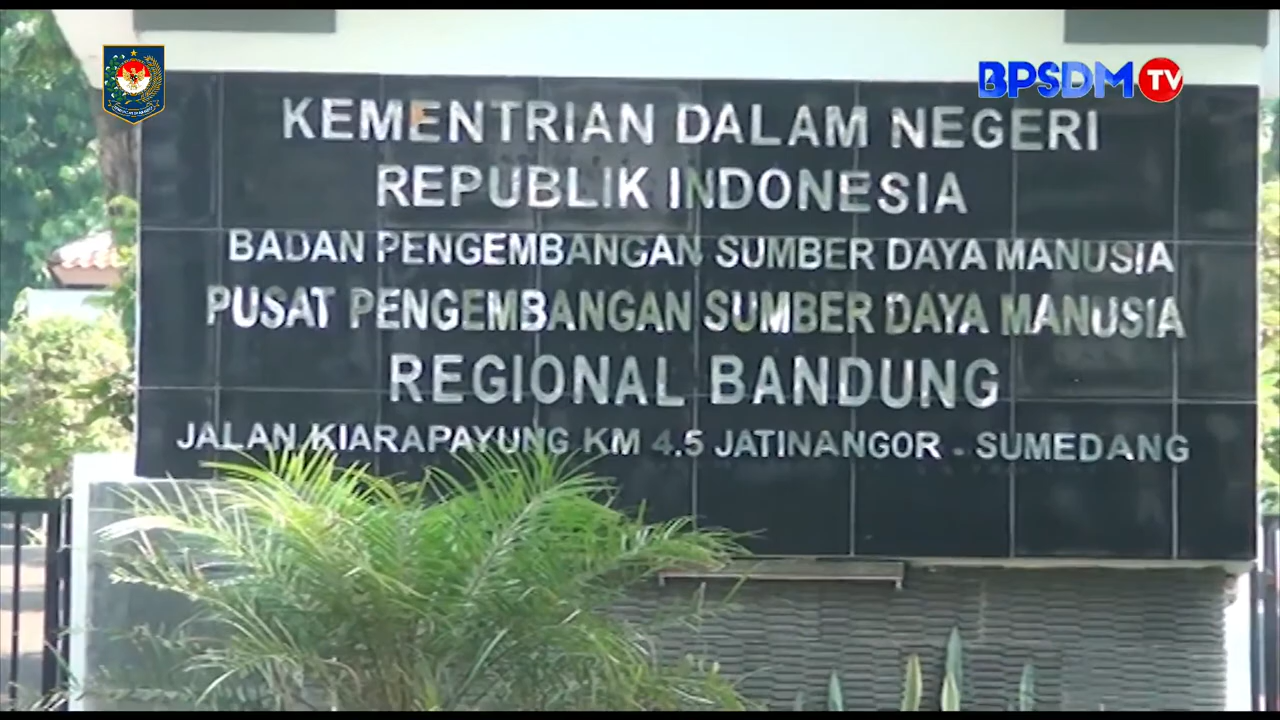 BPSDM TV
KEMENTRIAN DALAM NEGERI
REPUBLIK INDONESIA
BADAN PENGEMBANGAN SUMBER DAYA MANUSIA
PUSAT PENGEMBANGAN SUMBER DAYA MANUSIA
REGIONAL BANDUNG
JALAN KIARAPAYUNG KM 4.5 JATINANGOR - SUMEDANG